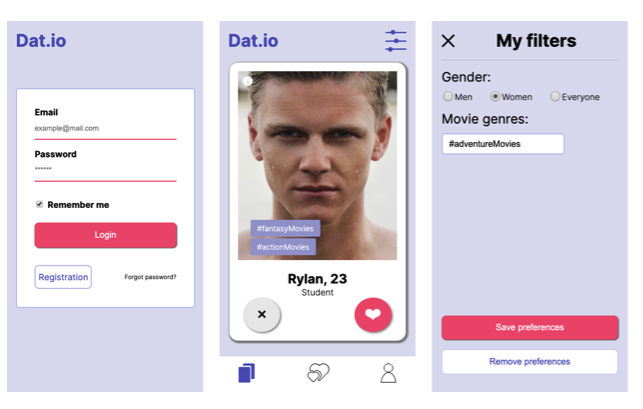 Dat.io
Email
example@mail.com
Password
******
Remember me
Login
Registration
Forgot password?
Dat.io
#fantasyMovies
#actionMovies
Rylan, 23
Student
My filters
Gender:
Men
Women
Everyone
Movie genres:
#adventureMovies
Save preferences
Remove preferences